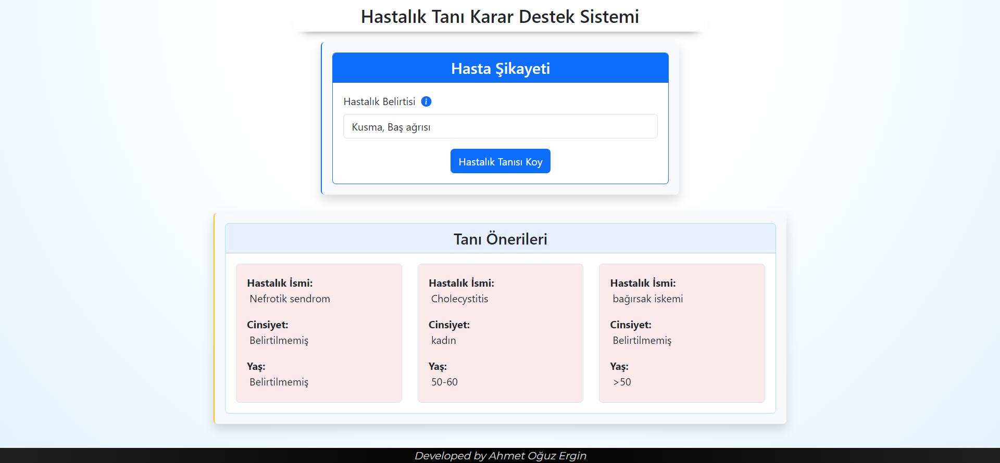 Hastalık Tanı Karar Destek Sistemi
Hasta Şikayeti
Hastalık Belirtisi i
Kusma, Baş ağrısı
Hastalık Tanısı Koy
Tanı Önerileri
Hastalık İsmi:
Nefrotik sendrom
Cinsiyet:
Belirtilmemiş
Yaş:
Belirtilmemiş
Hastalık İsmi:
Cholecystitis
Cinsiyet:
kadın
Yaş:
50-60
Hastalık İsmi:
bağırsak iskemi
Cinsiyet:
Belirtilmemiş
Yaş:
>50
Developed by Ahmet Oğuz Ergin